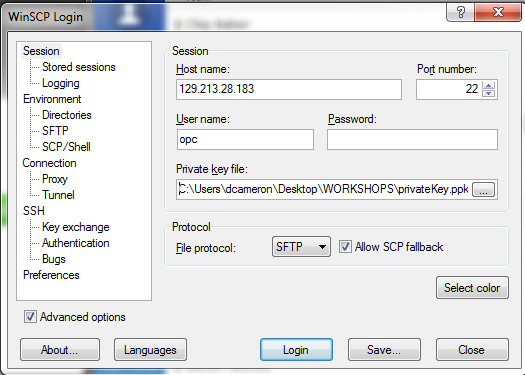 WinSCP Login
Session
Stored sessions
Logging
Environment
Directories
SFTP
SCP/Shell
Connection
Proxy
Tunnel
SSH
Key exchange
Authentication
Bugs
Preferences
Advanced options
Session
Host name: Port number:
129.213.28.183 22
User name: Password:
opc
Private key file:
C:\Users\dcameron\Desktop\WORKSHOPS\privateKey.ppk ...
Protocol
File protocol: SFTP Allow SCP fallback
Select color
About... Languages Login Save... Close